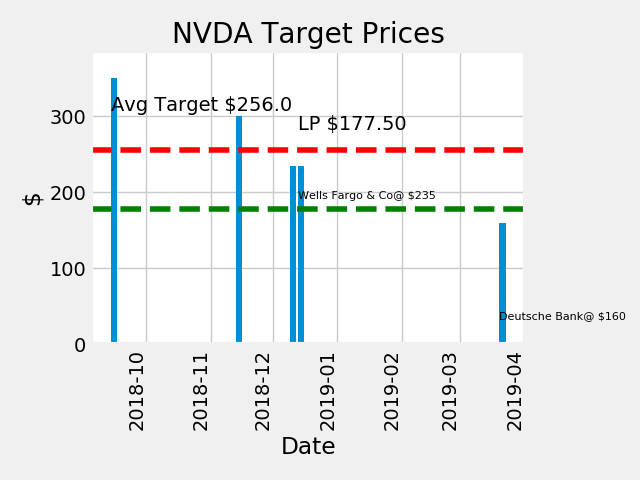 NVDA Target Prices
Avg Target $256.0
LP $177.50
Wells Fargo & Co@ $235
Deutsche Bank@ $160
$
300
200
100
0
2018-10
2018-11
2018-12
2019-01
2019-02
2019-03
2019-04
Date